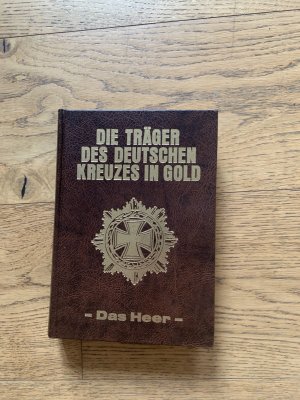 DIE TRÄGER
DES DEUTSCHEN
KREUZES IN GOLD
– Das Heer –